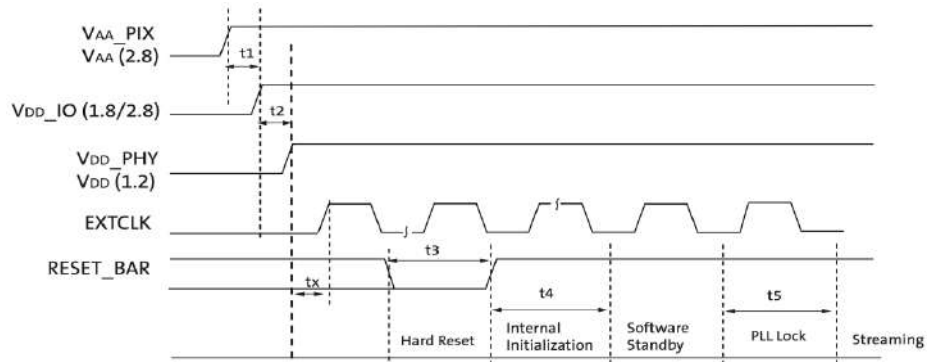 VAA_PIX
VAA (2.8)
t1
VDD_IO (1.8/2.8)
t2
VDD_PHY
VDD (1.2)
EXTCLK
t3
RESET_BAR
tx
t4
t5
Hard Reset
Internal
Initialization
Software
Standby
PLL Lock
Streaming